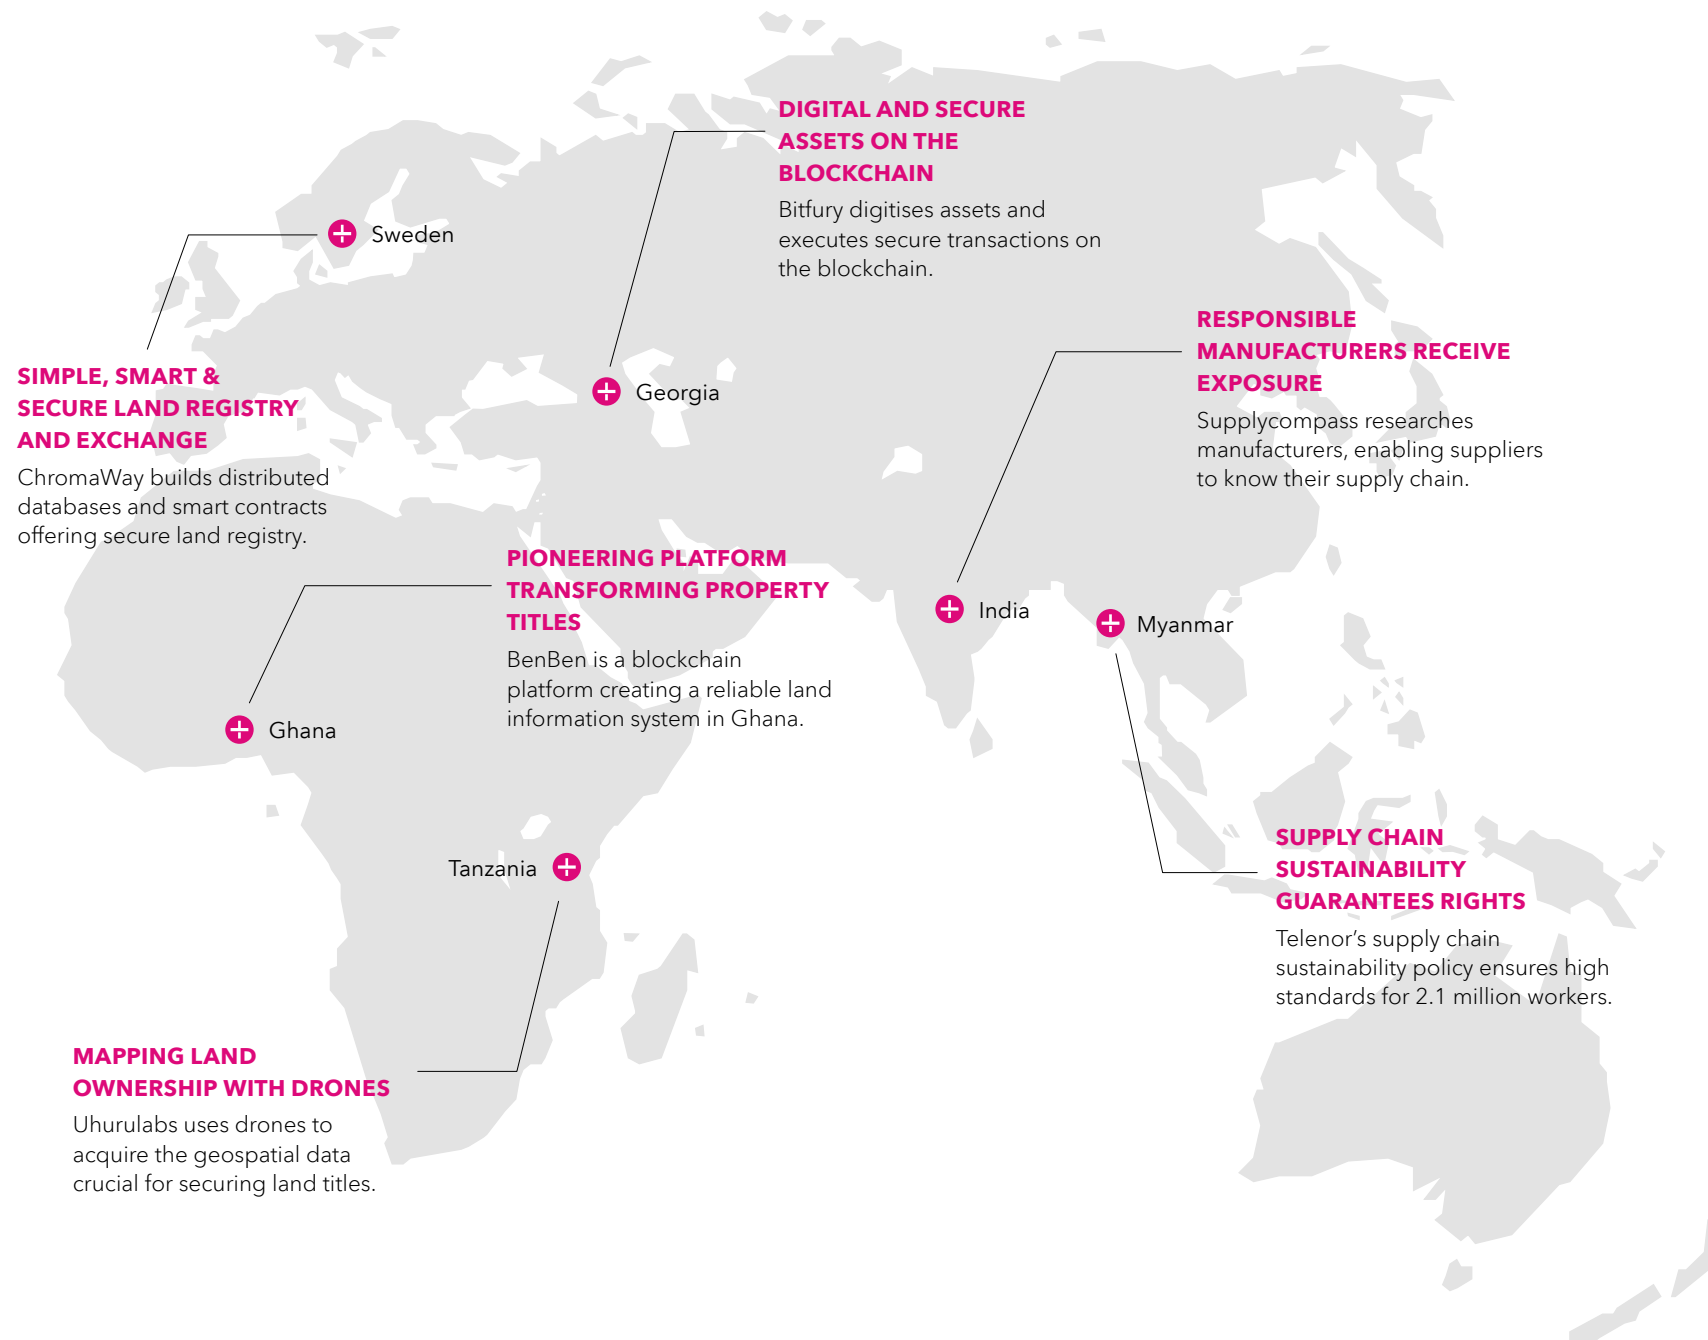 DIGITAL AND SECURE
ASSETS ON THE
BLOCKCHAIN
Bitfury digitises assets and
executes secure transactions on
the blockchain.
Sweden
RESPONSIBLE
MANUFACTURERS RECEIVE
EXPOSURE
Supplycompass researches
manufacturers, enabling suppliers
to know their supply chain.
SIMPLE, SMART &
SECURE LAND REGISTRY
AND EXCHANGE
ChromaWay builds distributed
databases and smart contracts
offering secure land registry.
Georgia
PIONEERING PLATFORM
TRANSFORMING PROPERTY
TITLES
BenBen is a blockchain
platform creating a reliable land
information system in Ghana.
India
Myanmar
Ghana
Tanzania
SUPPLY CHAIN
SUSTAINABILITY
GUARANTEES RIGHTS
Telenor’s supply chain
sustainability policy ensures high
standards for 2.1 million workers.
MAPPING LAND
OWNERSHIP WITH DRONES
Uhurulabs uses drones to
acquire the geospatial data
crucial for securing land titles.